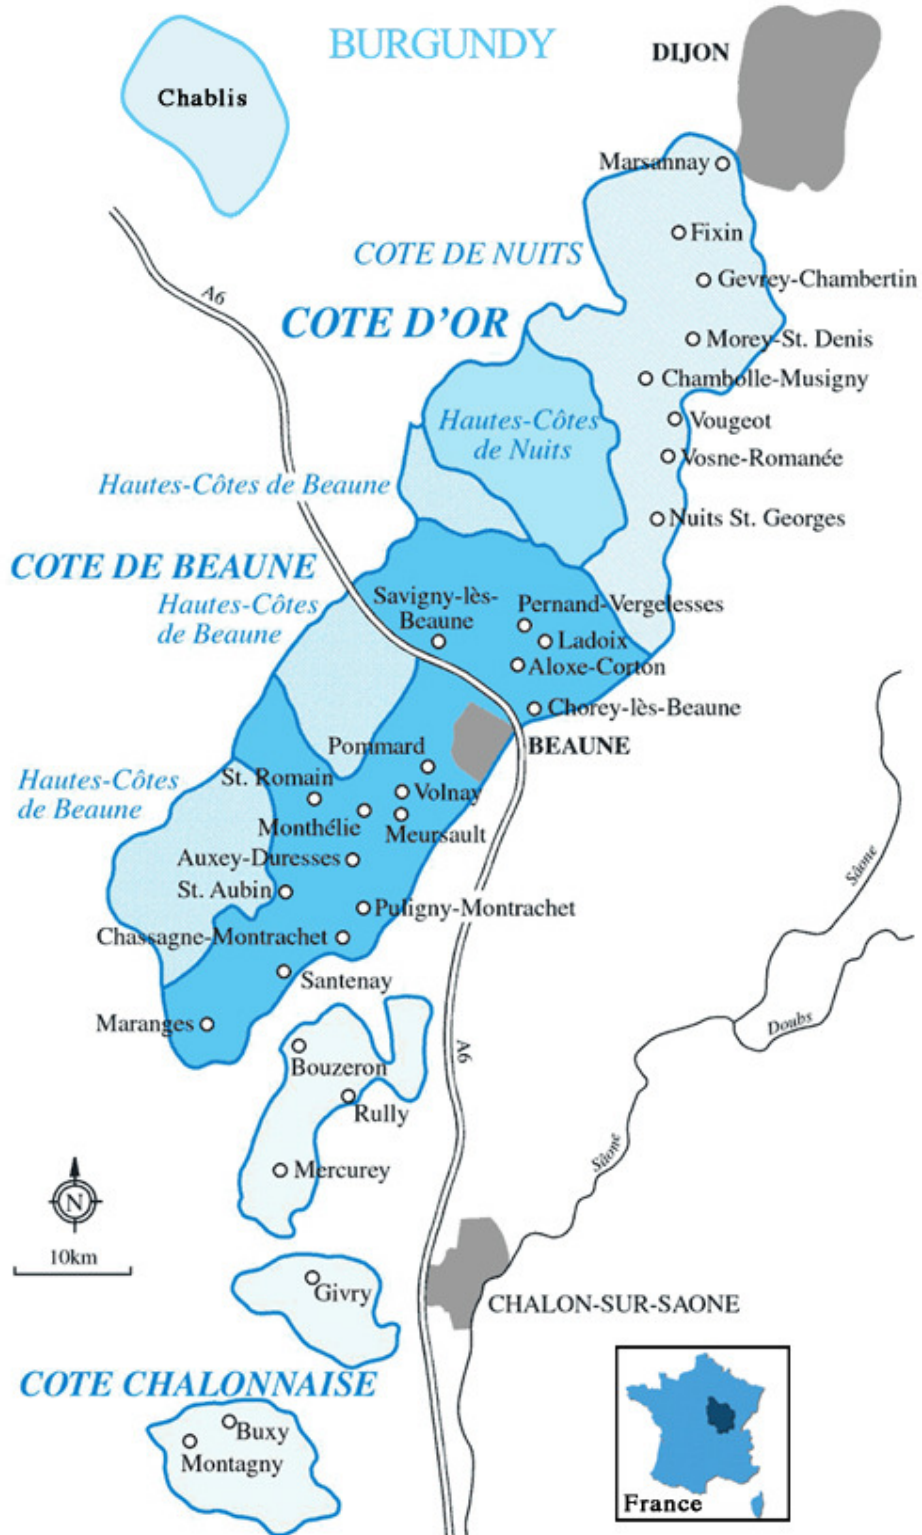 BURGUNDY
DIJON
Chablis
Marsannay
Fixin
COTE DE NUITS
Gevrey-Chambertin
A6
COTE D'OR
Morey-St. Denis
Chambolle-Musigny
Hautes-Côtes
de Nuits
Vougeot
Vosne-Romanée
Hautes-Côtes de Beaune
Nuits St. Georges
COTE DE BEAUNE
Hautes-Côtes
de Beaune
Savigny-lès-
Beaune
Pernand-Vergelesses
Ladoix
Aloxe-Corton
Chorey-lès-Beaune
BEAUNE
Pommard
Hautes-Côtes
de Beaune
St. Romain
Volnay
Monthélie
Meursault
Auxey-Duresses
St. Aubin
Sâone
Puligny-Montrachet
Chassagne-Montrachet
Santenay
Maranges
Doubs
A6
Bouzeron
Rully
Sâone
Mercurey
N
10km
Givry
CHALON-SUR-SAONE
COTE CHALONNAISE
Buxy
Montagny
France